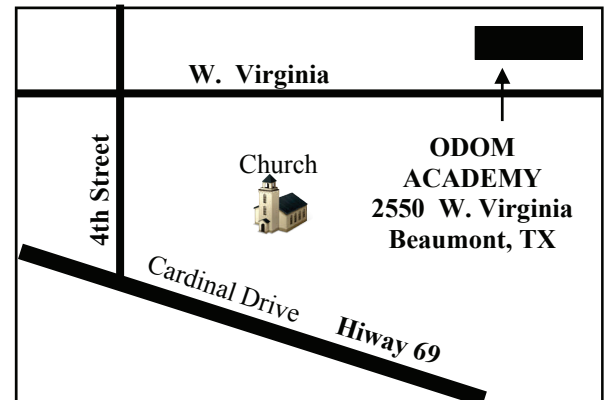 W. Virginia
4th Street
Church
ODOM
ACADEMY
2550 W. Virginia
Beaumont, TX
Cardinal Drive
Hiway 69